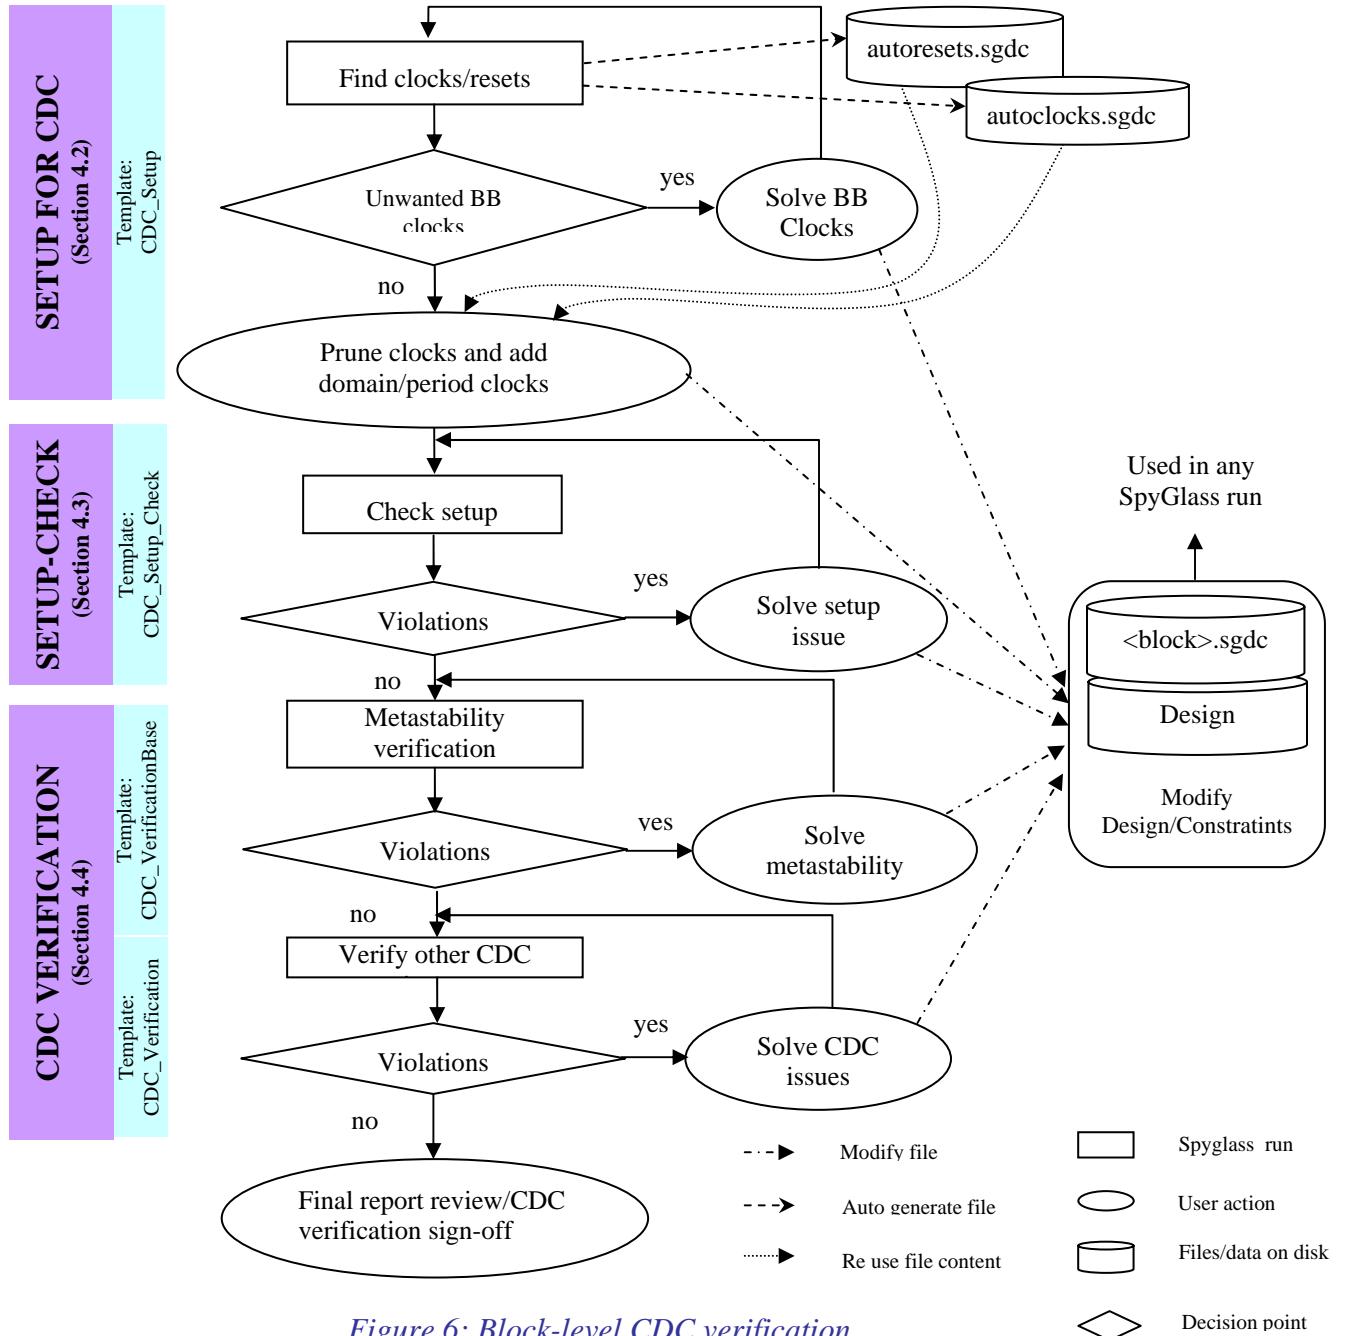 SETUP FOR CDC
(Section 4.2)
Template:
CDC_Setup
Find clocks/resets
autoresets.sgdc
autoclocks.sgdc
Unwanted BB
clocks
yes
Solve BB
Clocks
no
Prune clocks and add
domain/period clocks
SETUP-CHECK
(Section 4.3)
Template:
CDC_Setup_Check
Check setup
Violations
yes
Solve setup
issue
no
Used in any
SpyGlass run
<block>.sgdc
Design
Modify
Design/Constratints
CDC VERIFICATION
(Section 4.4)
Template:
CDC_VerificationBase
Metastability
verification
Violations
yes
Solve
metastability
no
Template:
CDC_Verification
Verify other CDC
Violations
yes
Solve CDC
issues
no
Final report review/CDC
verification sign-off
Modify file
Auto generate file
Re use file content
Spyglass run
User action
Files/data on disk
Decision point
Figure 6: Block-level CDC verification